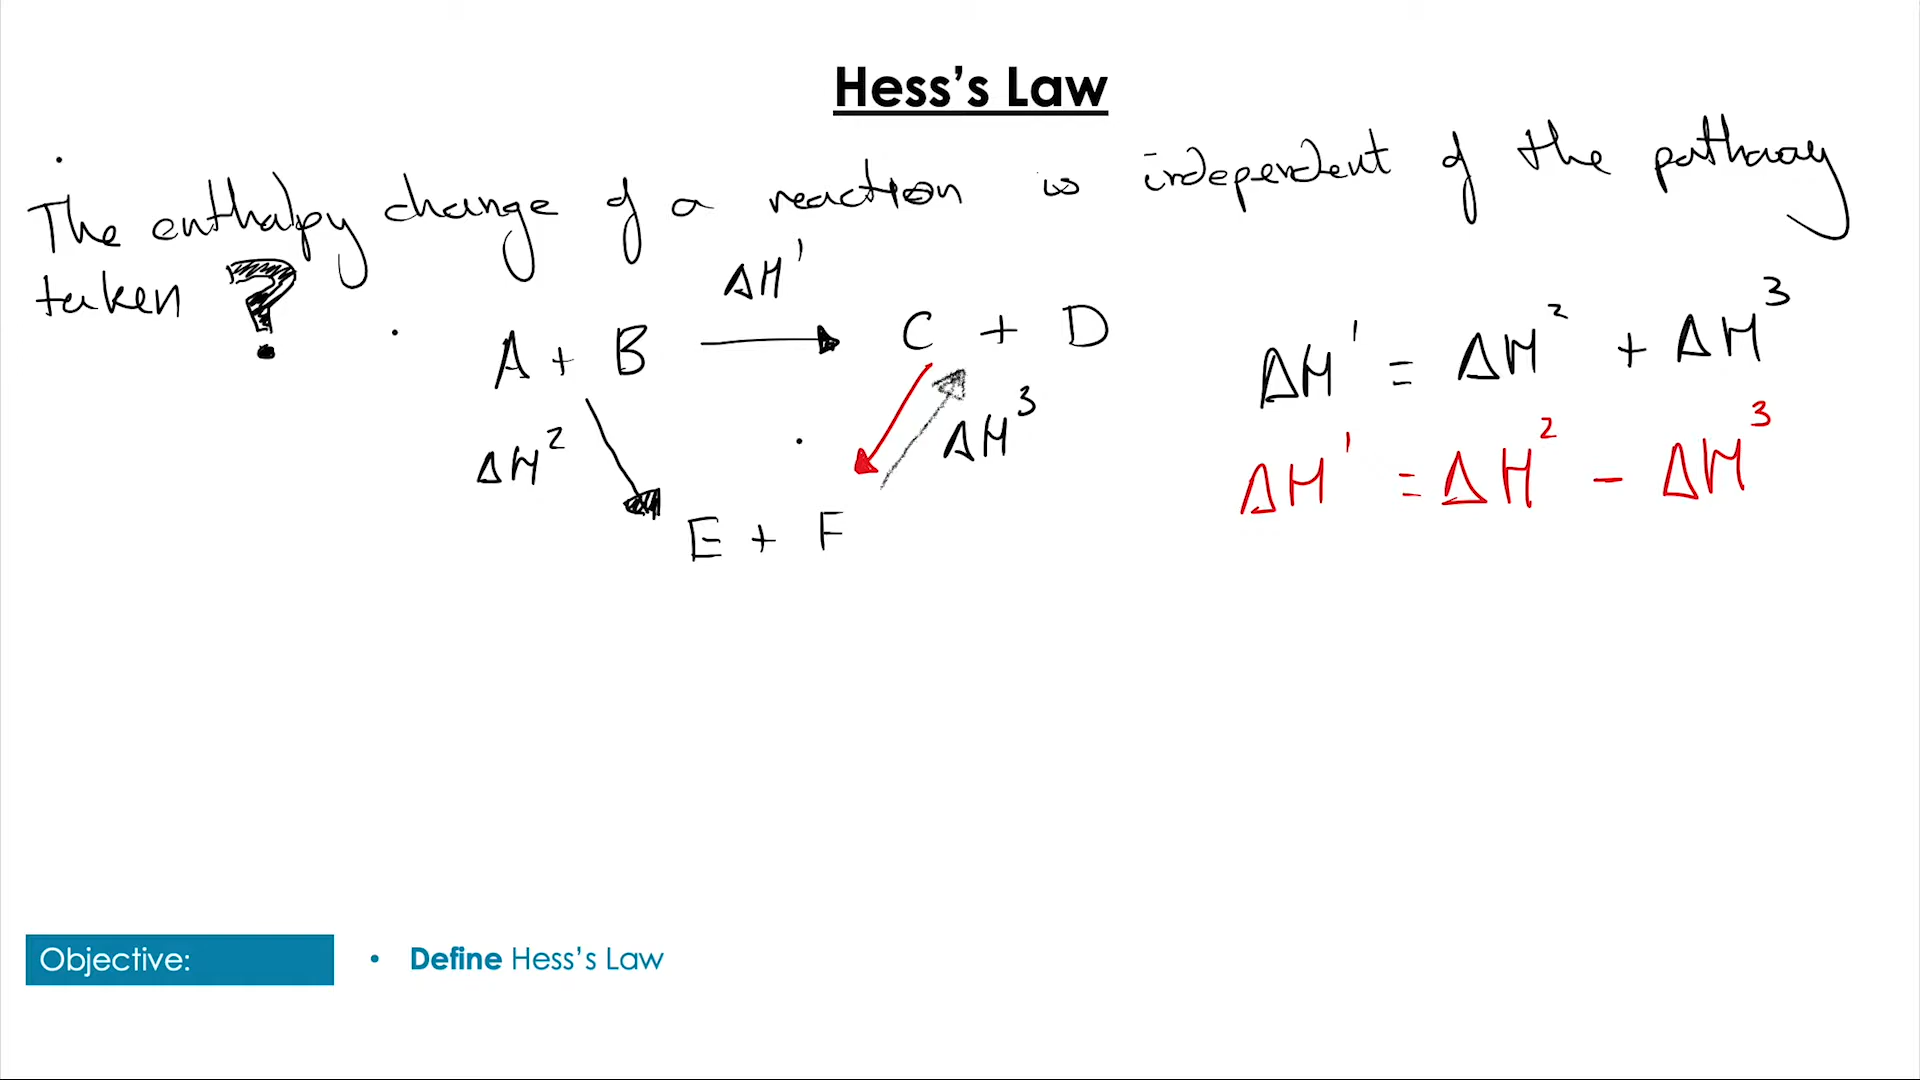 Hess's Law
The enthalpy change of a reaction is independent of the pathway
taken ?
ΔH¹
A + B → C + D
ΔH²
ΔH³
E + F
ΔH¹ = ΔH² + ΔH³
ΔH¹ = ΔH² - ΔH³
Objective:
• Define Hess's Law